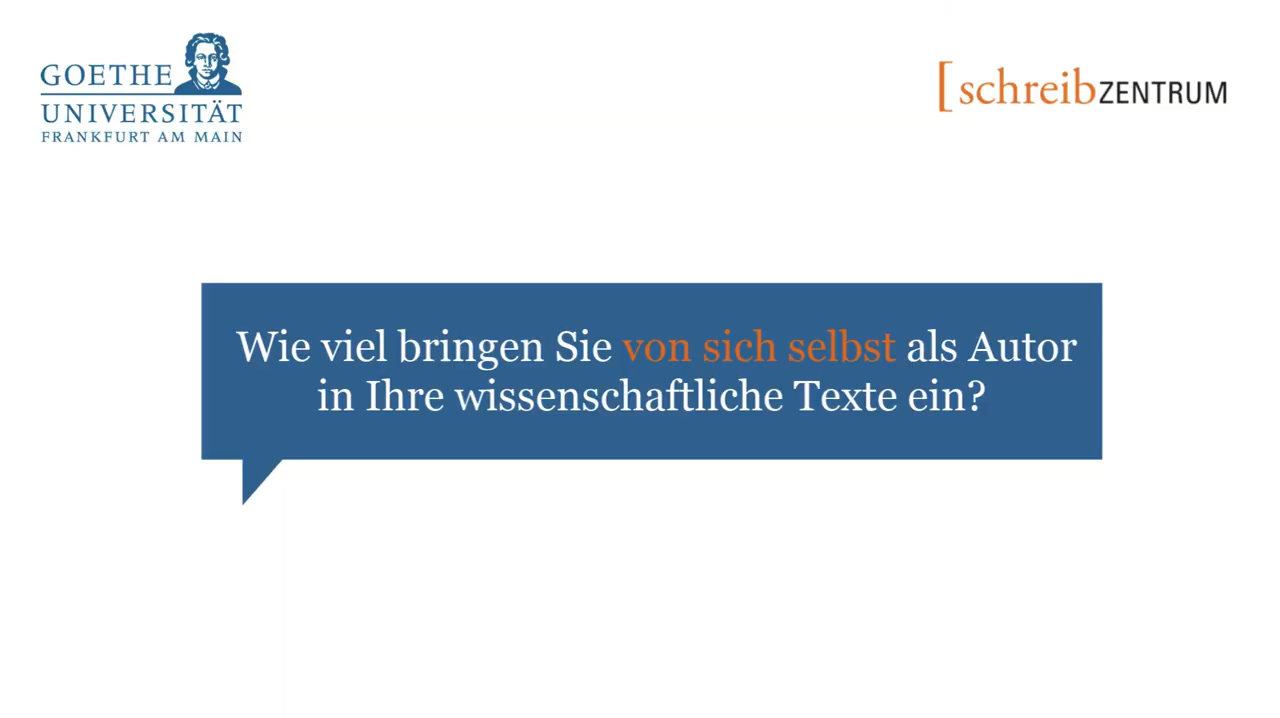 GOETHE
UNIVERSITÄT
FRANKFURT AM MAIN
[schreibZENTRUM
Wie viel bringen Sie von sich selbst als Autor
in Ihre wissenschaftliche Texte ein?